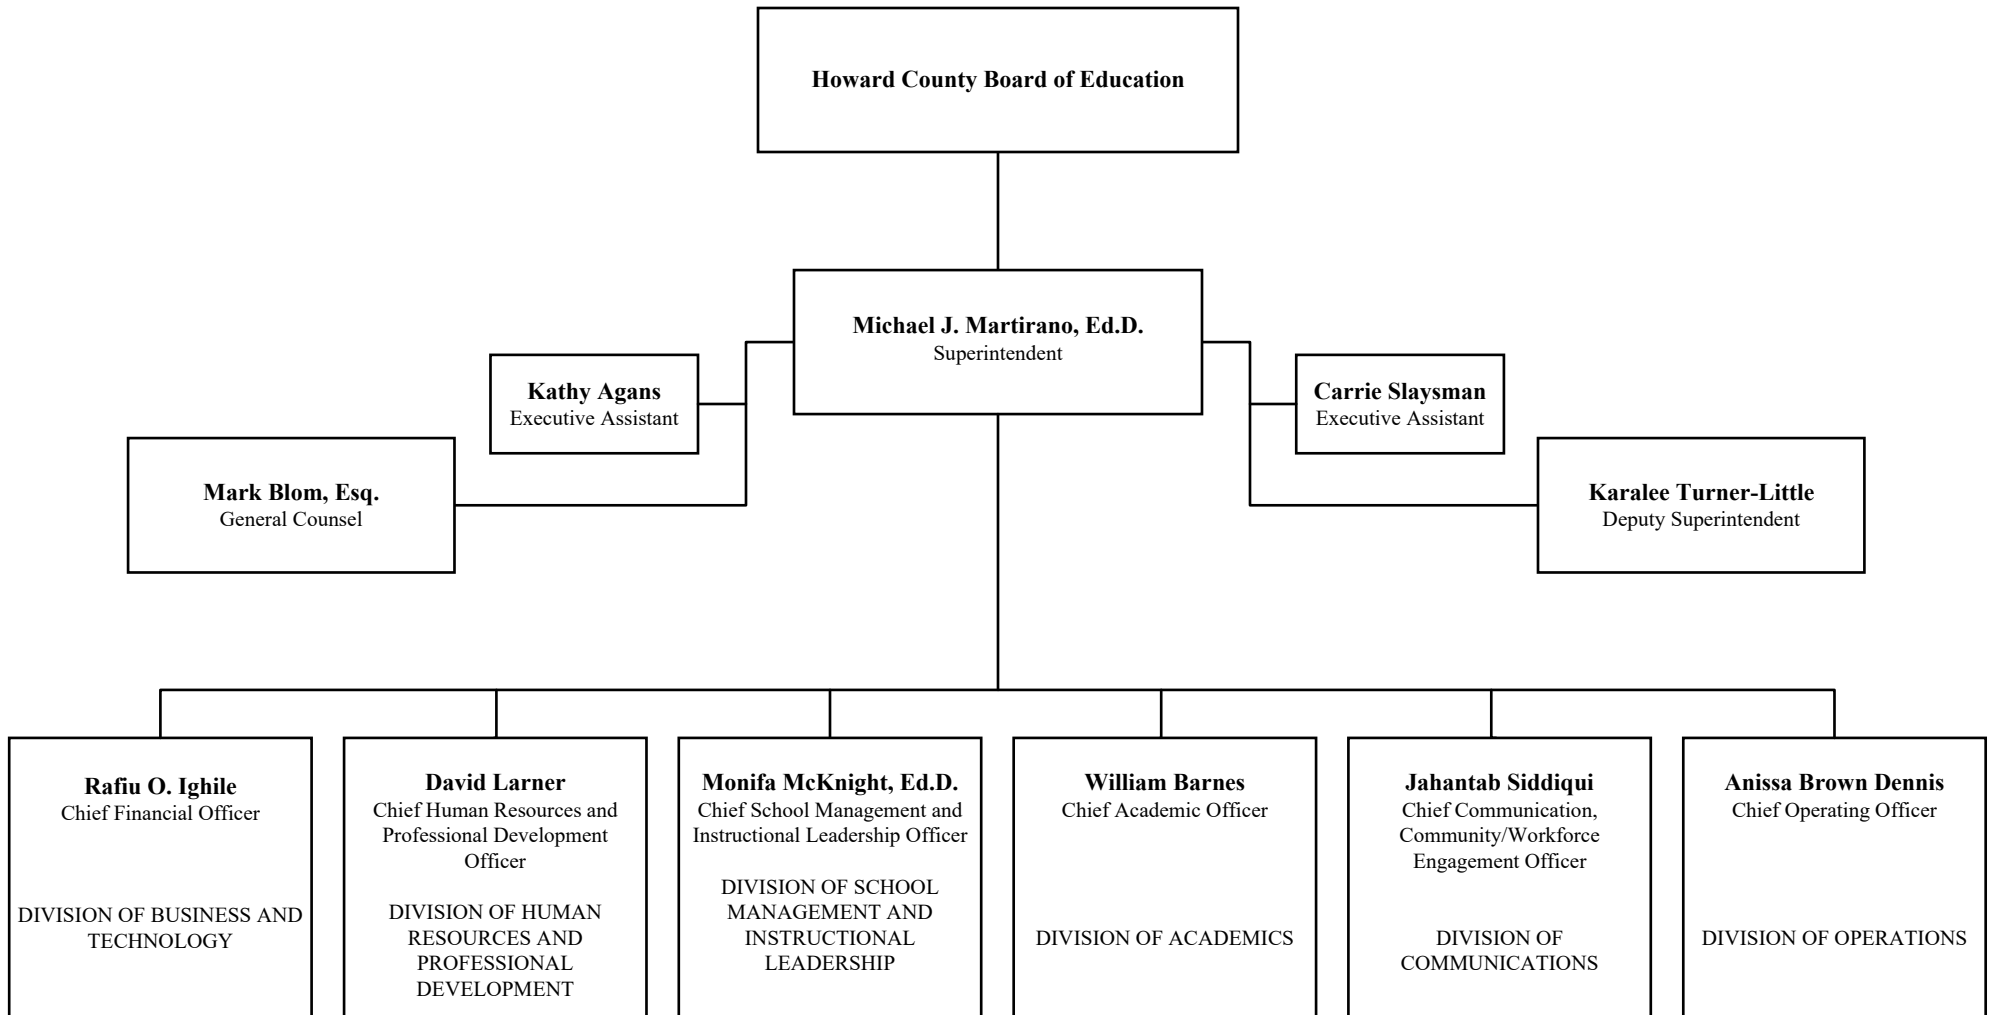 Howard County Board of Education
Michael J. Martirano, Ed.D.
Superintendent
Kathy Agans
Executive Assistant
Carrie Slaysman
Executive Assistant
Mark Blom, Esq.
General Counsel
Karalee Turner-Little
Deputy Superintendent
Rafiu O. Ighile
Chief Financial Officer
DIVISION OF BUSINESS AND
TECHNOLOGY
David Larner
Chief Human Resources and
Professional Development
Officer
DIVISION OF HUMAN
RESOURCES AND
PROFESSIONAL
DEVELOPMENT
Monifa McKnight, Ed.D.
Chief School Management and
Instructional Leadership Officer
DIVISION OF SCHOOL
MANAGEMENT AND
INSTRUCTIONAL
LEADERSHIP
William Barnes
Chief Academic Officer
DIVISION OF ACADEMICS
Jahantab Siddiqui
Chief Communication,
Community/Workforce
Engagement Officer
DIVISION OF
COMMUNICATIONS
Anissa Brown Dennis
Chief Operating Officer
DIVISION OF OPERATIONS